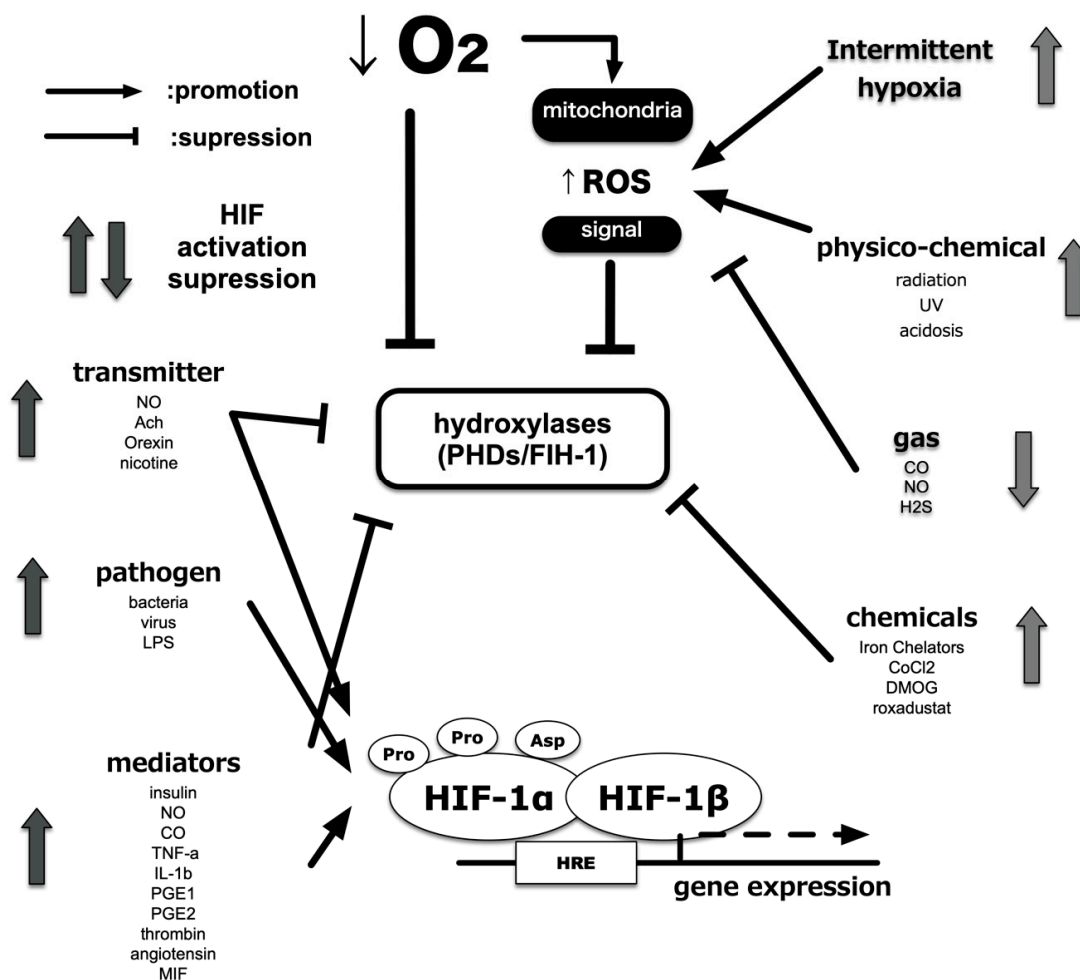 ↓ O2
:promotion
:supression
HIF
activation
supression
mitochondria
↑ ROS
signal
Intermittent
hypoxia
physico-chemical
radiation
UV
acidosis
transmitter
NO
Ach
Orexin
nicotine
hydroxylases
(PHDs/FIH-1)
gas
CO
NO
H2S
pathogen
bacteria
virus
LPS
chemicals
Iron Chelators
CoCl2
DMOG
roxadustat
mediators
insulin
NO
CO
TNF-a
IL-1b
PGE1
PGE2
thrombin
angiotensin
MIF
Pro
Pro
Asp
HIF-1α
HIF-1β
HRE
gene expression